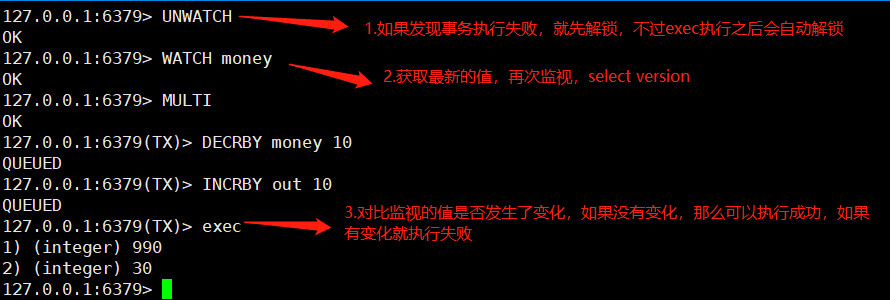 127.0.0.1:6379> UNWATCH
1.如果发现事务执行失败，就先解锁，不过exec执行之后会自动解锁
OK
127.0.0.1:6379> WATCH money
2.获取最新的值，再次监视，select version
OK
127.0.0.1:6379> MULTI
OK
127.0.0.1:6379(TX)> DECRBY money 10
QUEUED
127.0.0.1:6379(TX)> INCRBY out 10
QUEUED
127.0.0.1:6379(TX)> exec
3.对比监视的值是否发生了变化，如果没有变化，那么可以执行成功，如果
有变化就执行失败
1) (integer) 990
2) (integer) 30
127.0.0.1:6379>